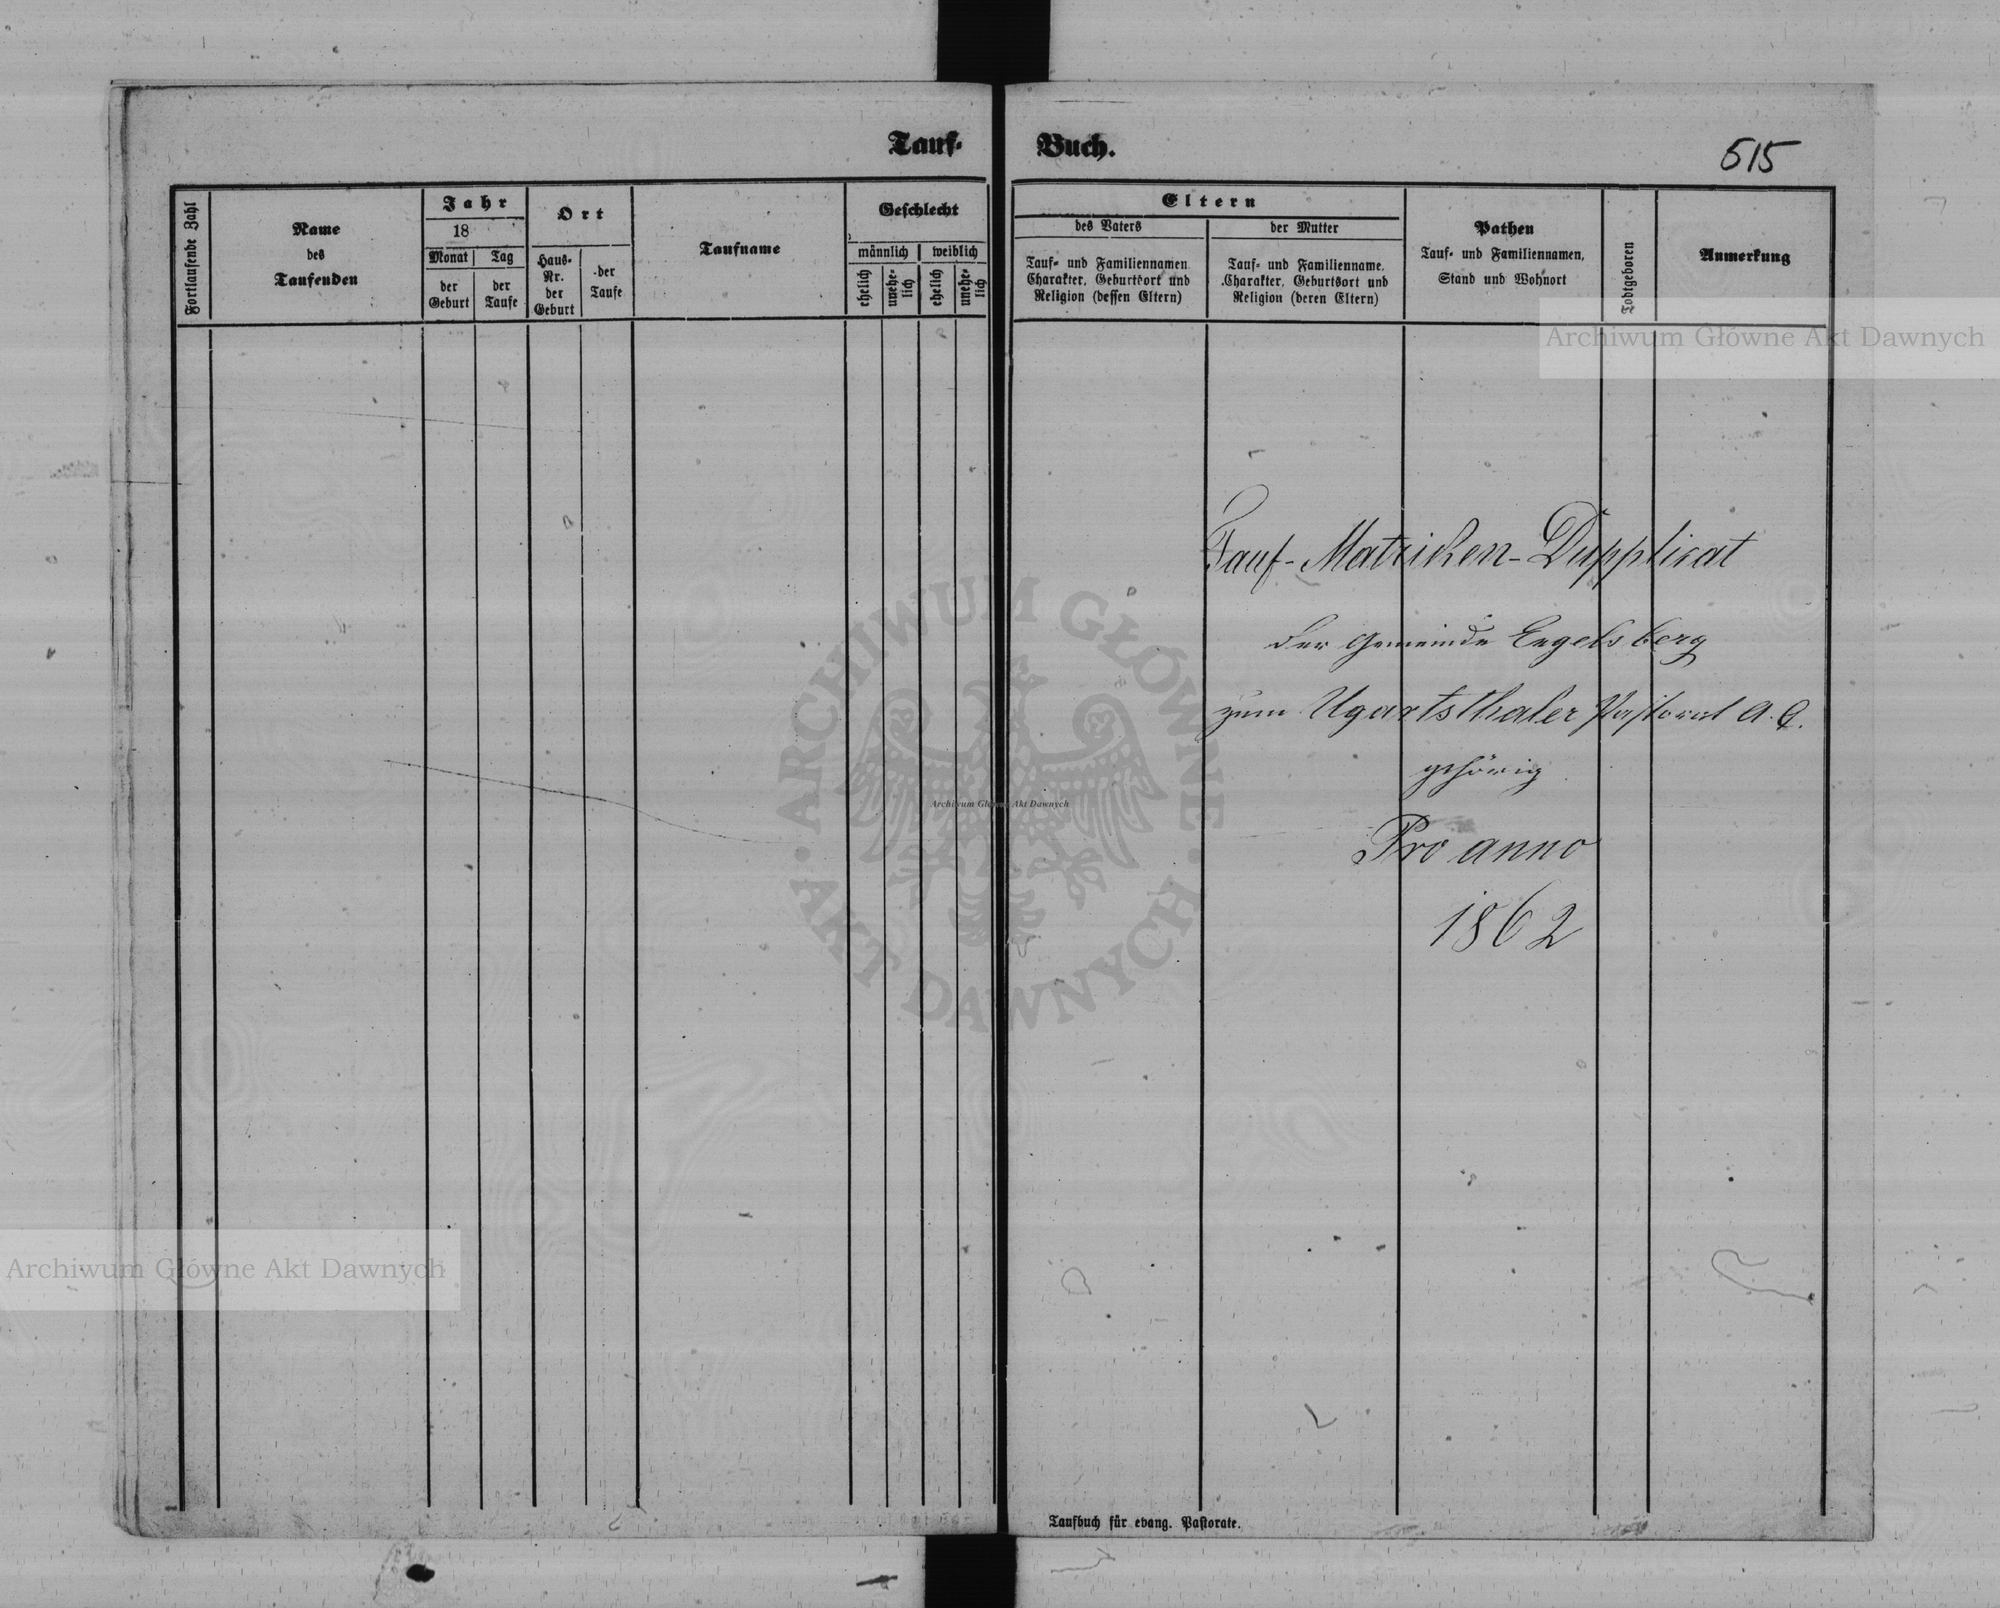 Tauf-
Buch.
515
Fortlaufende Zahl
Name
des
Taufenden
Jahr
18
Monat
Tag
der
Geburt
der
Taufe
Ort
Haus-
Nr.
der
Geburt
der
Taufe
Taufname
Geschlecht
männlich
weiblich
ehelich
unehe-
lich
ehelich
unehe-
lich
Eltern
des Vaters
Tauf- und Familiennamen
Charakter, Geburtsort und
Religion (dessen Eltern)
der Mutter
Tauf- und Familienname,
Charakter, Geburtsort und
Religion (deren Eltern)
Pathen
Tauf- und Familiennamen,
Stand und Wohnort
Todtgeboren
Anmerkung
Archiwum Główne Akt Dawnych
Tauf-Matricken-Dupplicat
der Gemeinde Engelsberg
zum Ugartsthaler Pastorat A. C.
gehörig
Pro anno
1862
ARCHIWUM GŁÓWNE
AKT DAWNYCH
Archiwum Główne Akt Dawnych
Archiwum Główne Akt Dawnych
Taufbuch für evang. Pastorate.